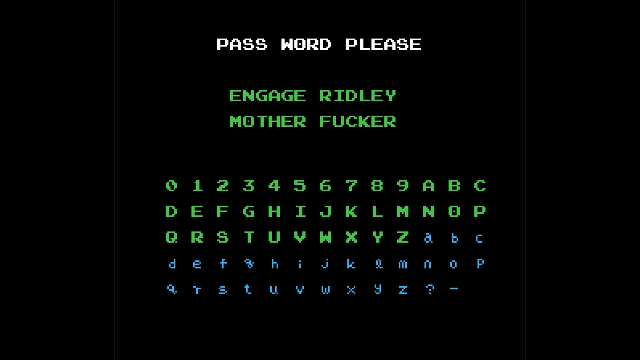 PASS WORD PLEASE
ENGAGE RIDLEY
MOTHER FUCKER
0 1 2 3 4 5 6 7 8 9 A B C
D E F G H I J K L M N O P
Q R S T U V W X Y Z a b c
d e f g h i j k l m n o p
q r s t u v w x y z ? -